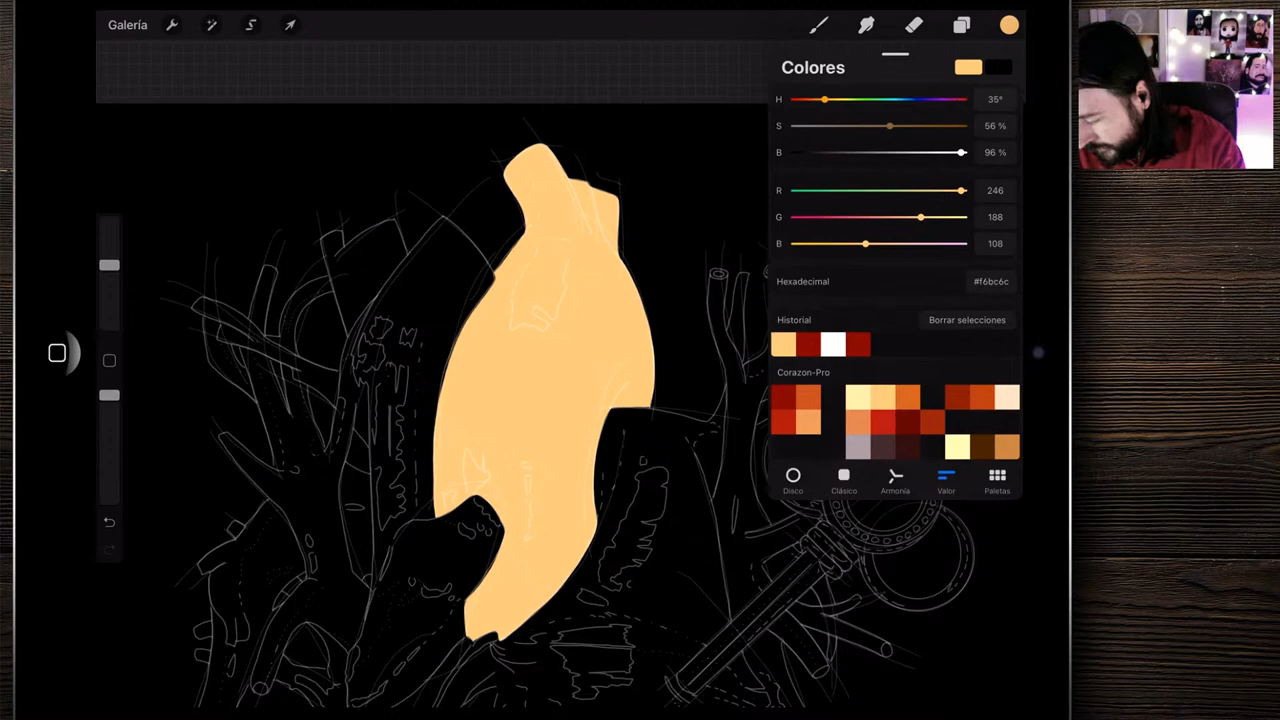 Galería
Colores
H 35°
S 56 %
B 96 %
R 246
G 188
B 108
Hexadecimal #f6bc6c
Historial Borrar selecciones
Corazon-Pro
Disco Clásico Armonía Valor Paletas